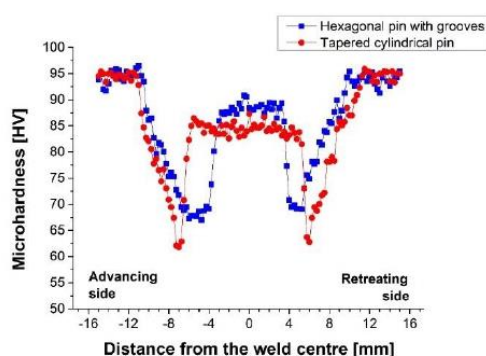 Hexagonal pin with grooves
Tapered cylindrical pin
100
95
90
85
80
75
70
65
60
55
50
Microhardness [HV]
Advancing side
Retreating side
-16 -12 -8 -4 0 4 8 12 16
Distance from the weld centre [mm]